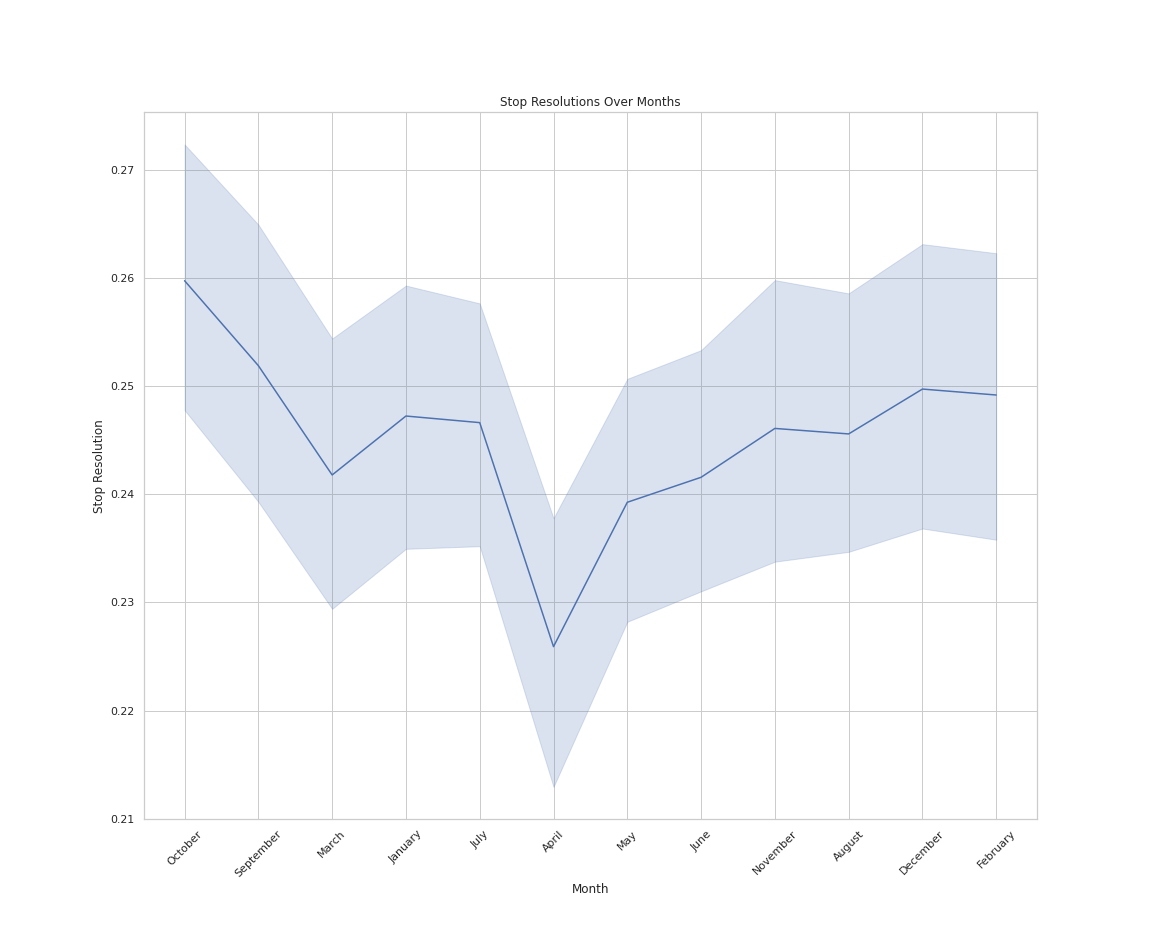 Stop Resolutions Over Months
0.27
0.26
0.25
0.24
0.23
0.22
0.21
Stop Resolution
October
September
March
January
July
April
May
June
November
August
December
February
Month